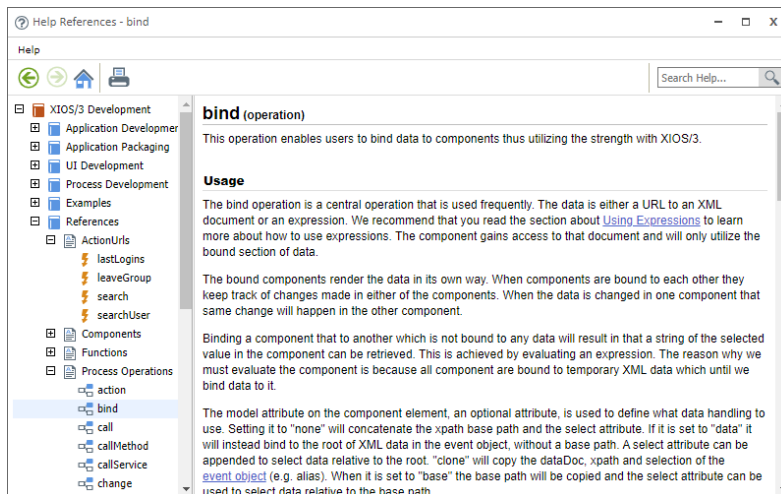 Help References - bind
Help
Search Help...
XIOS/3 Development
Application Developmer
Application Packaging
UI Development
Process Development
Examples
References
ActionUrls
lastLogins
leaveGroup
search
searchUser
Components
Functions
Process Operations
action
bind
call
callMethod
callService
change
bind (operation)
This operation enables users to bind data to components thus utilizing the strength with XIOS/3.
Usage
The bind operation is a central operation that is used frequently. The data is either a URL to an XML
document or an expression. We recommend that you read the section about Using Expressions to learn
more about how to use expressions. The component gains access to that document and will only utilize the
bound section of data.
The bound components render the data in its own way. When components are bound to each other they
keep track of changes made in either of the components. When the data is changed in one component that
same change will happen in the other component.
Binding a component that to another which is not bound to any data will result in that a string of the selected
value in the component can be retrieved. This is achieved by evaluating an expression. The reason why we
must evaluate the component is because all component are bound to temporary XML data which until we
bind data to it.
The model attribute on the component element, an optional attribute, is used to define what data handling to
use. Setting it to "none" will concatenate the xpath base path and the select attribute. If it is set to "data" it
will instead bind to the root of XML data in the event object, without a base path. A select attribute can be
appended to select data relative to the root. "clone" will copy the dataDoc, xpath and selection of the
event object (e.g. alias). When it is set to "base" the base path will be copied and the select attribute can be
used to select data relative to the base path.